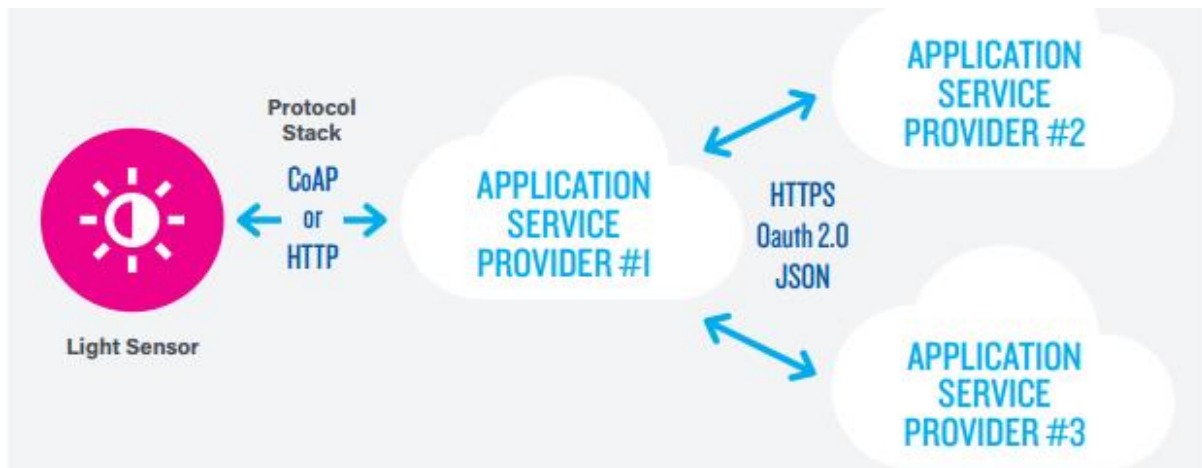 Protocol
Stack
CoAP
or
HTTP
Light Sensor
APPLICATION
SERVICE
PROVIDER #1
HTTPS
Oauth 2.0
JSON
APPLICATION
SERVICE
PROVIDER #2
APPLICATION
SERVICE
PROVIDER #3